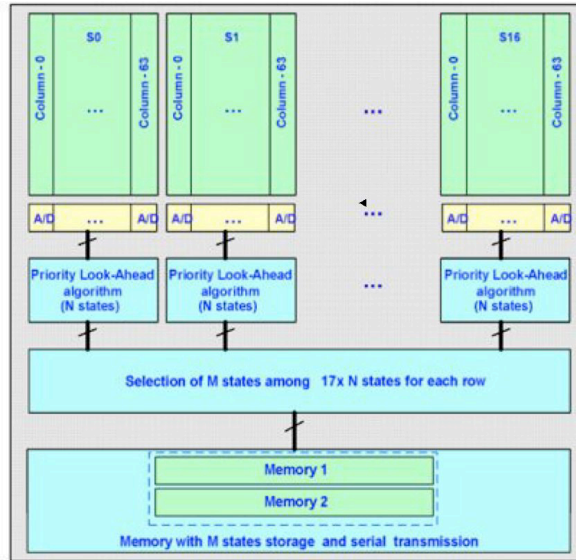 S0
S1
S16
Column - 0
...
Column - 63
Column - 0
...
Column - 63
...
Column - 0
...
Column - 63
A/D
...
A/D
A/D
...
A/D
...
A/D
...
A/D
Priority Look-Ahead
algorithm
(N states)
Priority Look-Ahead
algorithm
(N states)
...
Priority Look-Ahead
algorithm
(N states)
Selection of M states among 17x N states for each row
Memory 1
Memory 2
Memory with M states storage and serial transmission